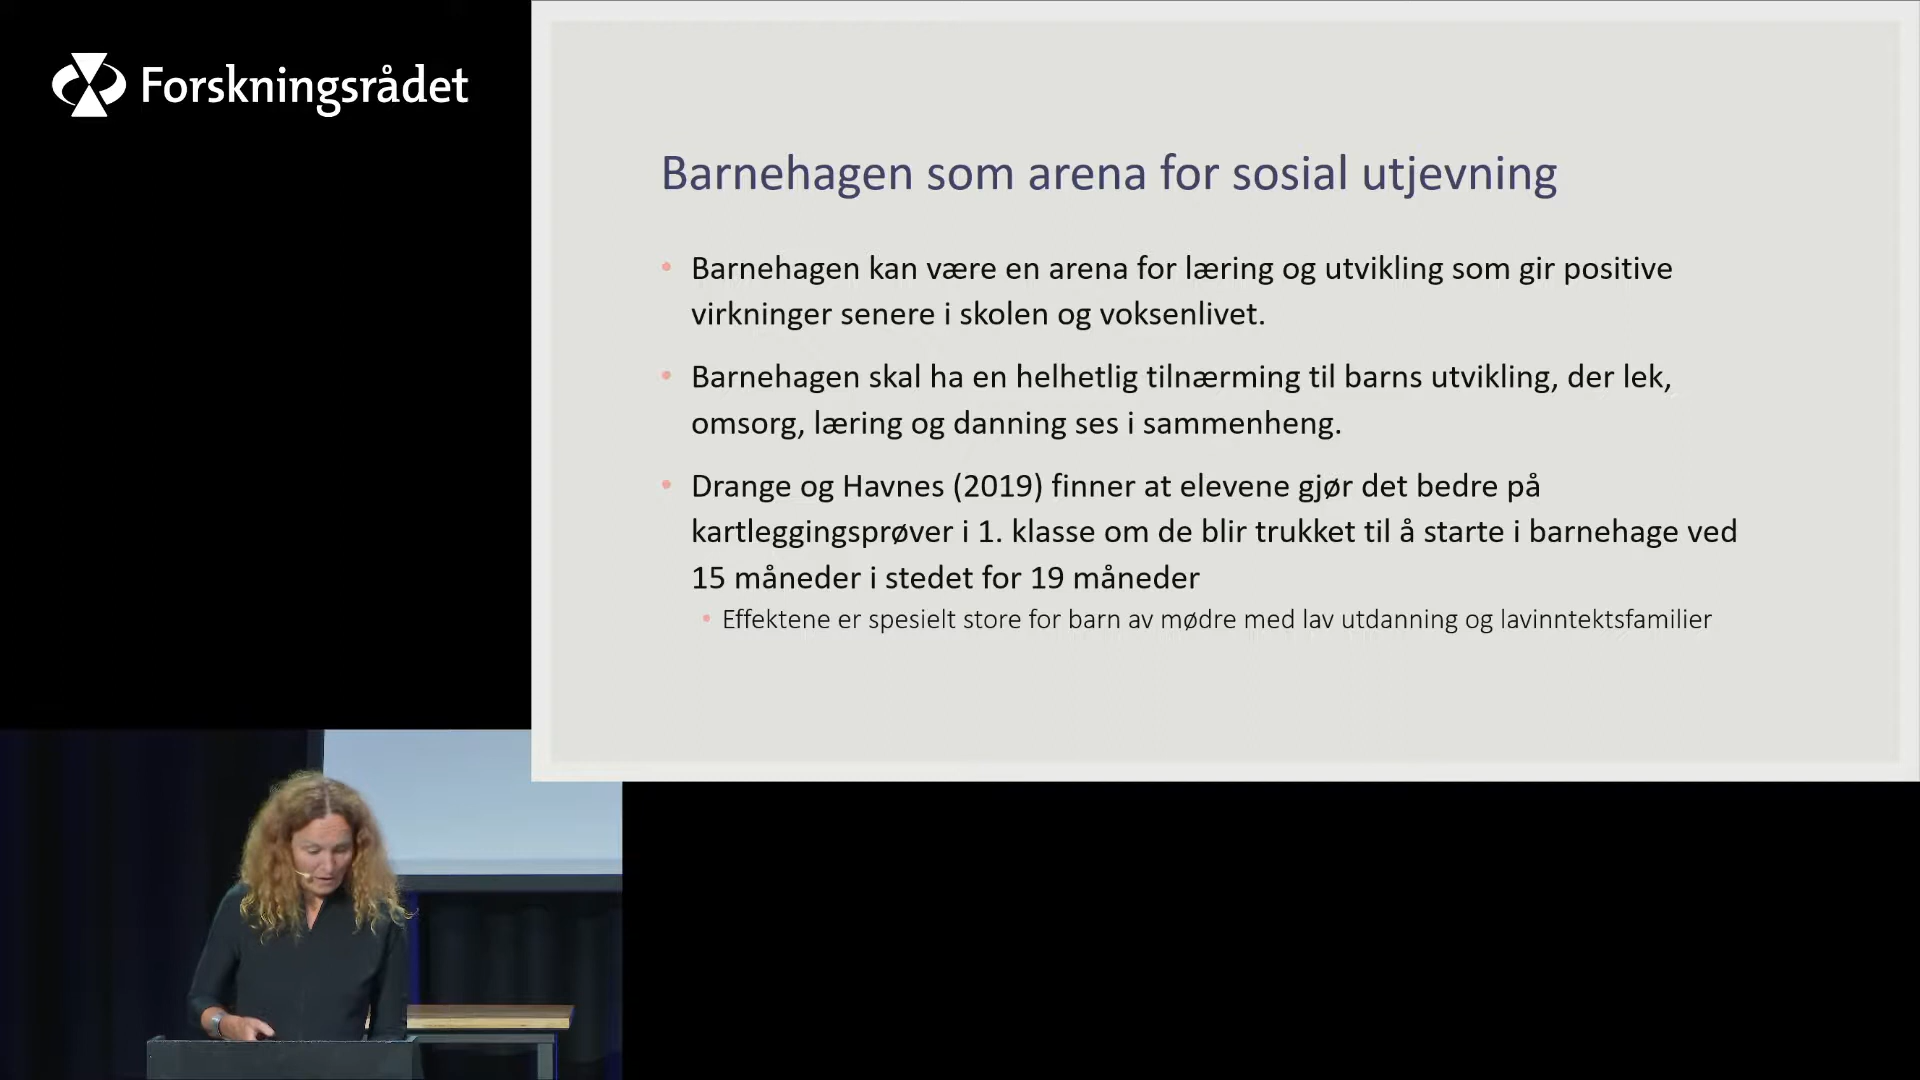 Forskningsrådet
Barnehagen som arena for sosial utjevning
• Barnehagen kan være en arena for læring og utvikling som gir positive
virkninger senere i skolen og voksenlivet.
• Barnehagen skal ha en helhetlig tilnærming til barns utvikling, der lek,
omsorg, læring og danning ses i sammenheng.
• Drange og Havnes (2019) finner at elevene gjør det bedre på
kartleggingsprøver i 1. klasse om de blir trukket til å starte i barnehage ved
15 måneder i stedet for 19 måneder
• Effektene er spesielt store for barn av mødre med lav utdanning og lavinntektsfamilier